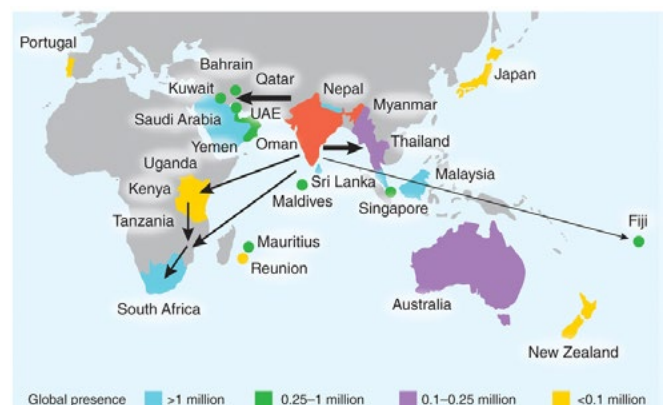 Portugal
Bahrain
Qatar
Kuwait
Saudi Arabia
UAE
Yemen
Oman
Nepal
Myanmar
Thailand
Japan
Uganda
Kenya
Tanzania
Sri Lanka
Maldives
Malaysia
Singapore
Fiji
Mauritius
Reunion
South Africa
Australia
New Zealand
Global presence >1 million 0.25–1 million 0.1–0.25 million <0.1 million